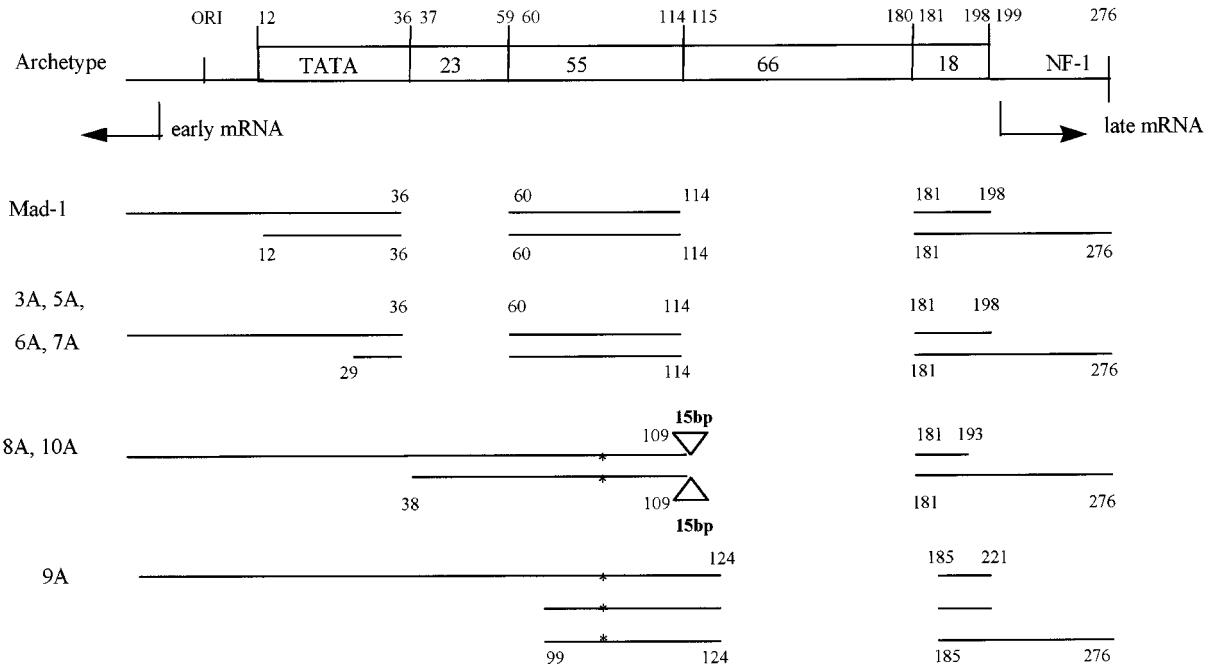 ORI 12 36 37 59 60 114 115 180 181 198 199 276
Archetype TATA 23 55 66 18 NF-1
early mRNA late mRNA
36 60 114 181 198
Mad-1
12 36 60 114 181 276
3A, 5A, 36 60 114 181 198
6A, 7A
29 114 181 276
15bp
8A, 10A 109 181 193
* 
*
38 109 181 276
15bp
124 185 221
9A *
*
*
99 124 185 276